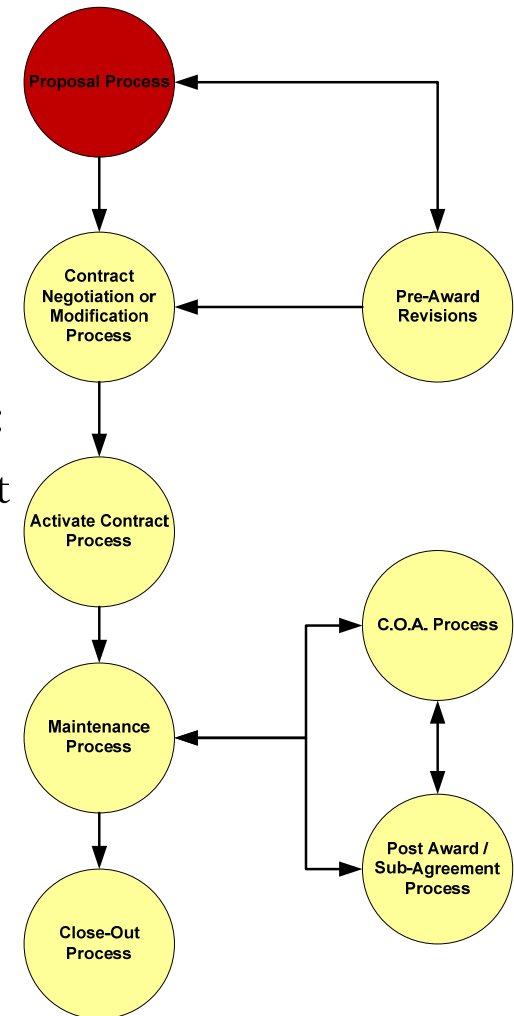 Proposal Process
Contract
Negotiation or
Modification
Process
Pre-Award
Revisions
:
t
Activate Contract
Process
C.O.A. Process
Maintenance
Process
Post Award /
Sub-Agreement
Process
Close-Out
Process